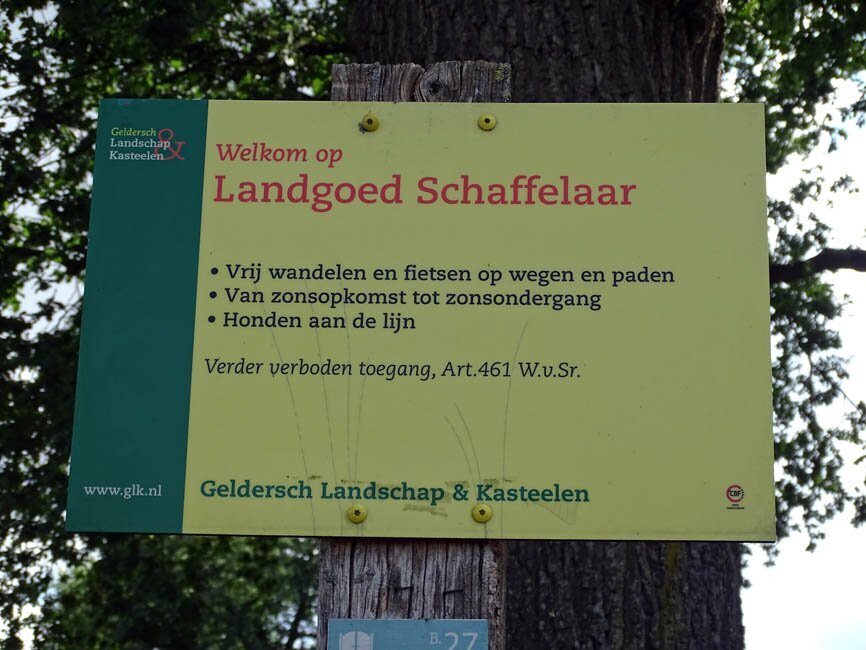 Geldersch
Landschap
& Kasteelen
Welkom op
Landgoed Schaffelaar
• Vrij wandelen en fietsen op wegen en paden
• Van zonsopkomst tot zonsondergang
• Honden aan de lijn
Verder verboden toegang, Art.461 W.v.Sr.
www.glk.nl
Geldersch Landschap & Kasteelen
CBF
B.27